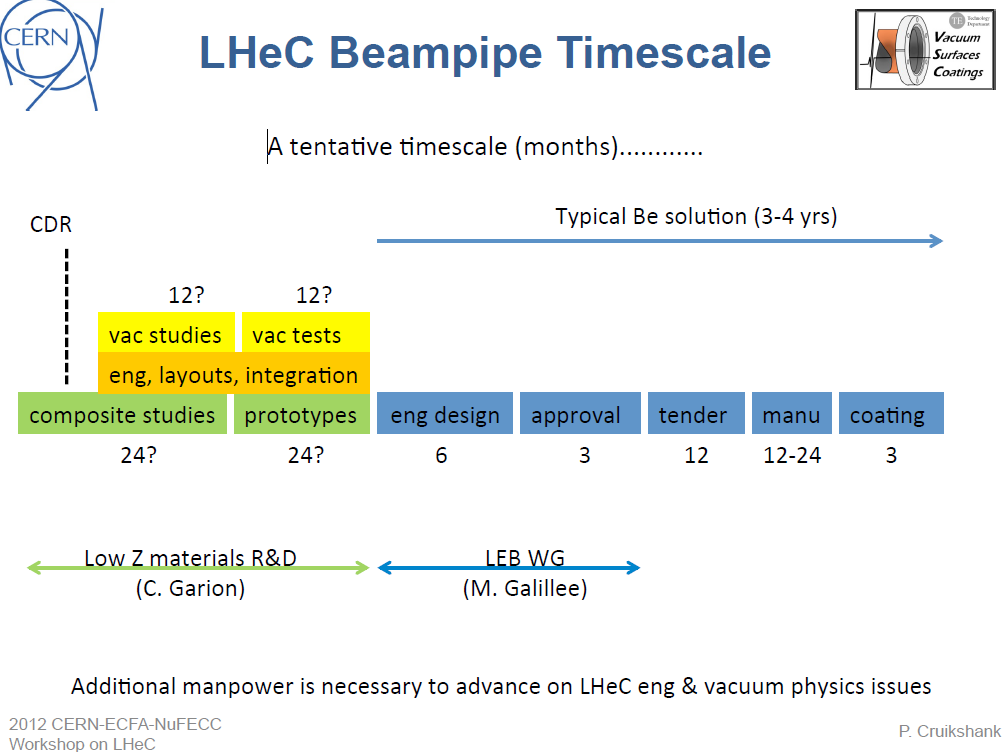 CERN
LHeC Beampipe Timescale
TE Technology
Department
Vacuum
Surfaces
Coatings
A tentative timescale (months)............
CDR
Typical Be solution (3-4 yrs)
12? 12?
vac studies vac tests
eng, layouts, integration
composite studies prototypes eng design approval tender manu coating
24? 24? 6 3 12 12-24 3
Low Z materials R&D LEB WG
(C. Garion) (M. Galillee)
Additional manpower is necessary to advance on LHeC eng & vacuum physics issues
2012 CERN-ECFA-NuFECC
Workshop on LHeC
P. Cruikshank